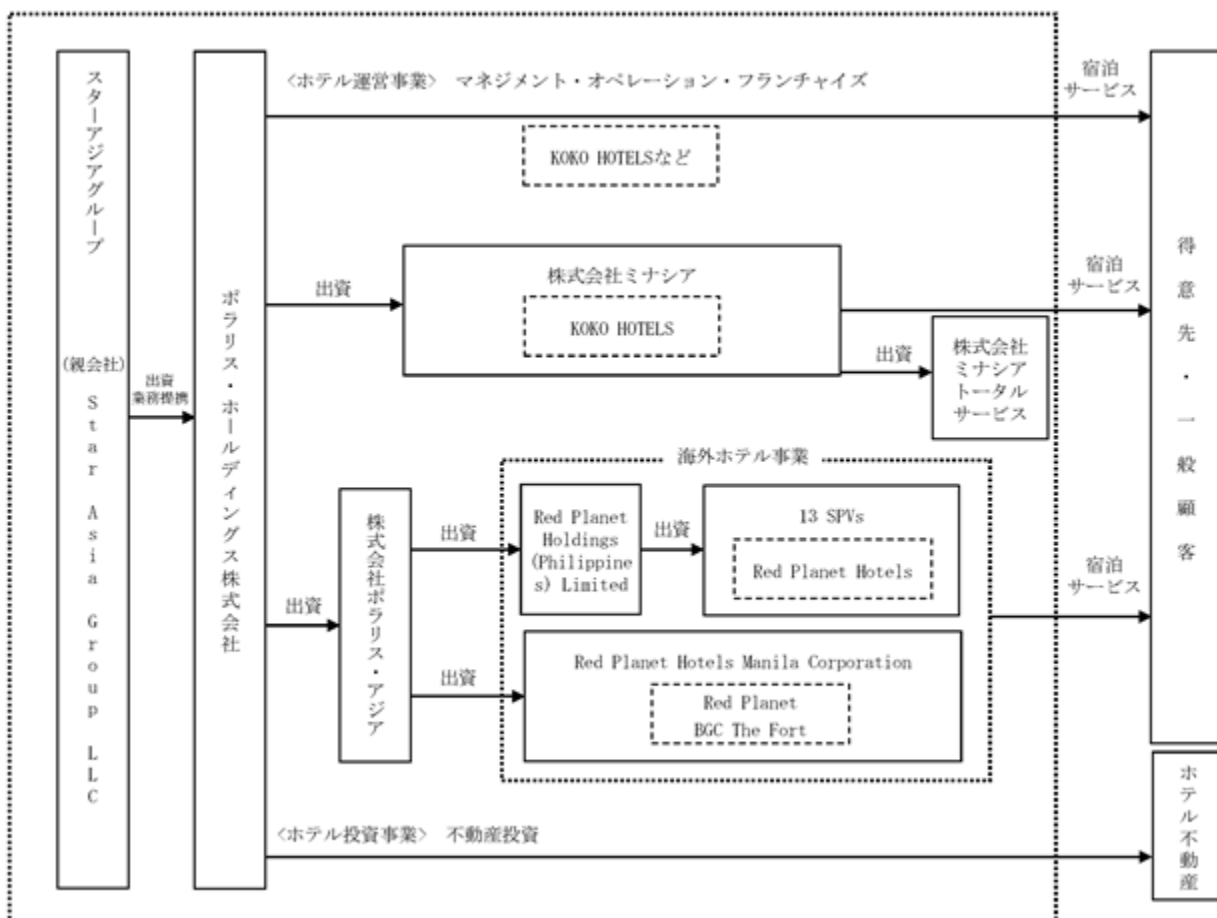 スターアジアグループ
(親会社)
Star Asia Group LLC
出資
業務提携
ポラリス・ホールディングス株式会社
〈ホテル運営事業〉 マネジメント・オペレーション・フランチャイズ
KOKO HOTELSなど
宿泊
サービス
出資
株式会社ミナシア
KOKO HOTELS
宿泊
サービス
出資
株式会社
ミナシア
トータル
サービス
得意先・一般顧客
出資
株式会社ポラリス・アジア
海外ホテル事業
出資
Red Planet
Holdings
(Philippine
s) Limited
出資
13 SPVs
Red Planet Hotels
宿泊
サービス
出資
Red Planet Hotels Manila Corporation
Red Planet
BGC The Fort
〈ホテル投資事業〉 不動産投資
ホテル不動産